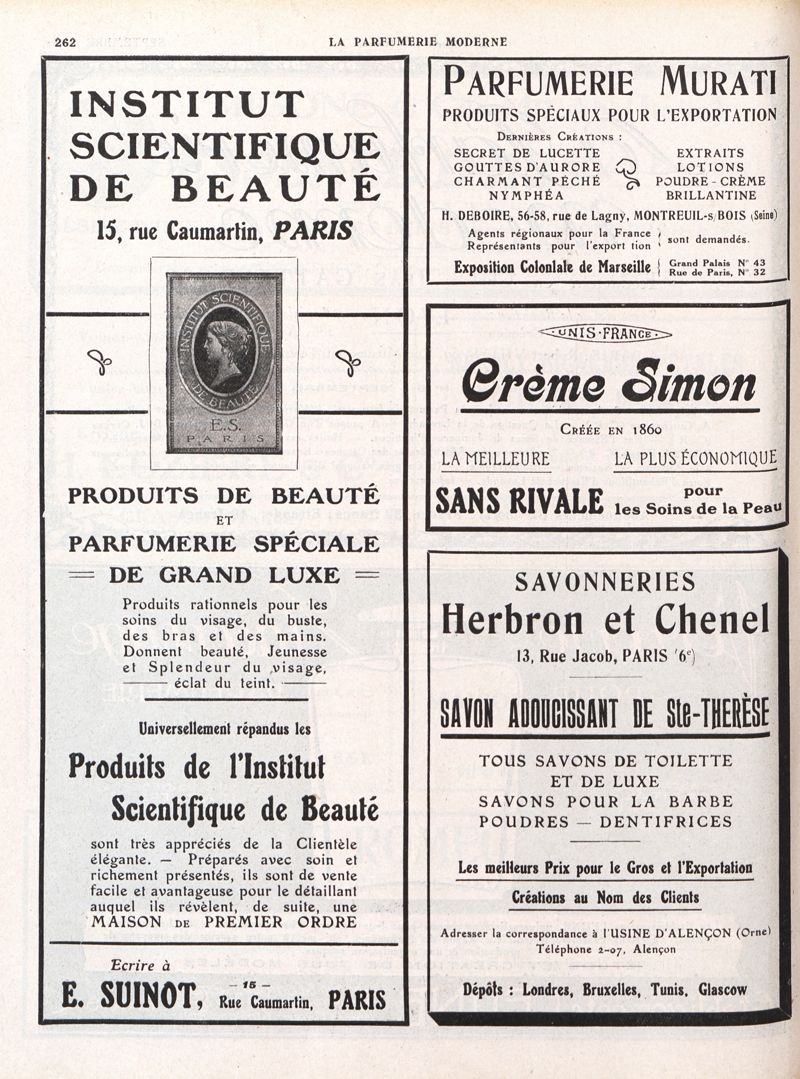 262
LA PARFUMERIE MODERNE
INSTITUT
SCIENTIFIQUE
DE BEAUTÉ
15, rue Caumartin, PARIS
INSTITUT SCIENTIFIQUE
DE BEAUTÉ
E.S.
PARIS
PRODUITS DE BEAUTÉ
ET
PARFUMERIE SPÉCIALE
DE GRAND LUXE
Produits rationnels pour les
soins du visage, du buste,
des bras et des mains.
Donnent beauté, Jeunesse
et Splendeur du visage,
éclat du teint.
Universellement répandus les
Produits de l'Institut
Scientifique de Beauté
sont très appréciés de la Clientèle
élégante. — Préparés avec soin et
richement présentés, ils sont de vente
facile et avantageuse pour le détaillant
auquel ils révèlent, de suite, une
MAISON DE PREMIER ORDRE
Ecrire à
E. SUINOT, — 15 — Rue Caumartin, PARIS
PARFUMERIE MURATI
PRODUITS SPÉCIAUX POUR L'EXPORTATION
DERNIÈRES CRÉATIONS :
SECRET DE LUCETTE
GOUTTES D'AURORE
CHARMANT PÉCHÉ
NYMPHÉA
EXTRAITS
LOTIONS
POUDRE - CRÈME
BRILLANTINE
H. DEBOIRE, 56-58, rue de Lagny, MONTREUIL-s/BOIS (Seine)
Agents régionaux pour la France
Représentants pour l'export tion
sont demandés.
Exposition Coloniale de Marseille
Grand Palais N° 43
Rue de Paris, N° 32
·UNIS·FRANCE·
Crème Simon
CRÉÉE EN 1860
LA MEILLEURE LA PLUS ÉCONOMIQUE
SANS RIVALE pour les Soins de la Peau
SAVONNERIES
Herbron et Chenel
13, Rue Jacob, PARIS (6e)
SAVON ADOUCISSANT DE Ste-THERÈSE
TOUS SAVONS DE TOILETTE
ET DE LUXE
SAVONS POUR LA BARBE
POUDRES — DENTIFRICES
Les meilleurs Prix pour le Gros et l'Exportation
Créations au Nom des Clients
Adresser la correspondance à l'USINE D'ALENÇON (Orne)
Téléphone 2-07, Alençon
Dépôts : Londres, Bruxelles, Tunis, Glascow